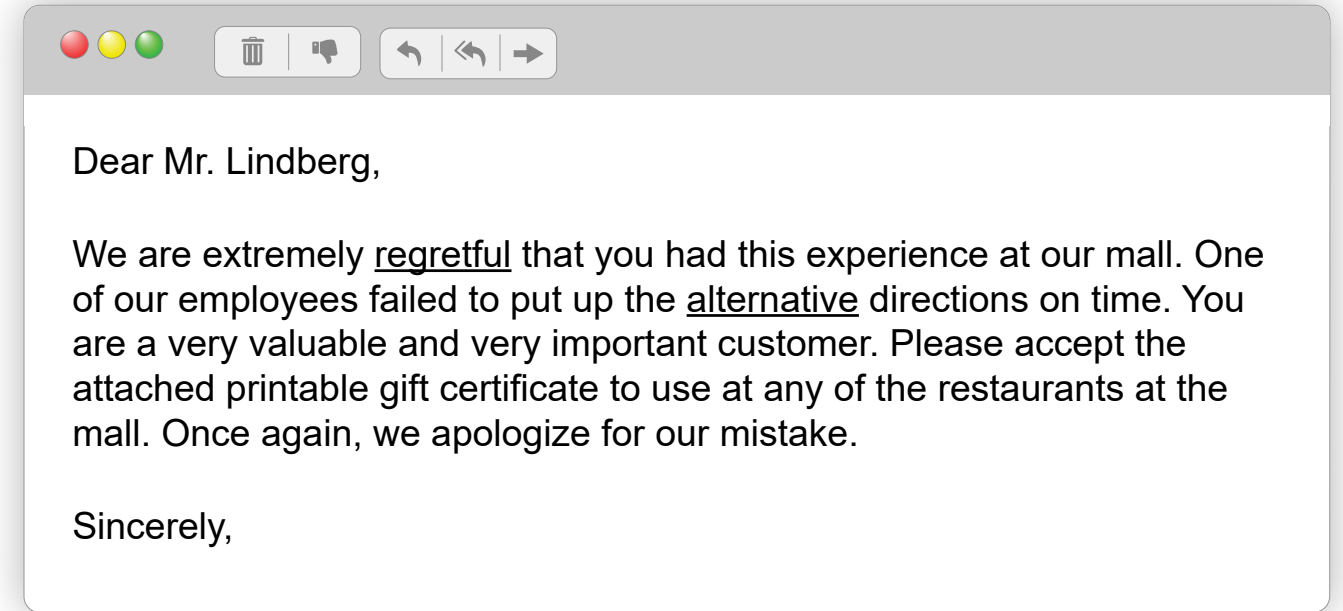 Dear Mr. Lindberg,
We are extremely regretful that you had this experience at our mall. One
of our employees failed to put up the alternative directions on time. You
are a very valuable and very important customer. Please accept the
attached printable gift certificate to use at any of the restaurants at the
mall. Once again, we apologize for our mistake.
Sincerely,